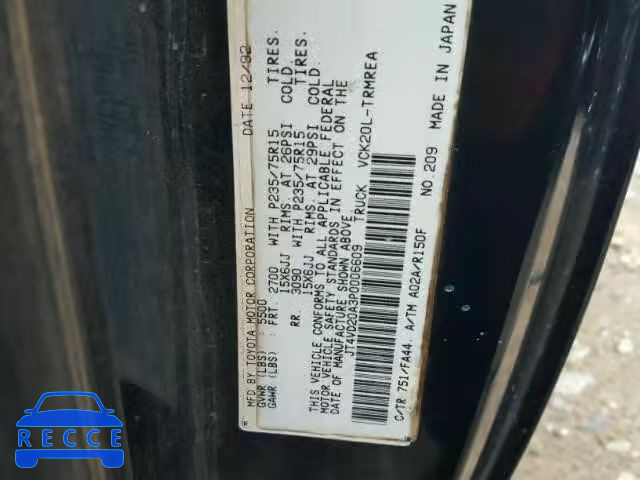 MFD BY TOYOTA MOTOR CORPORATION DATE 12/92
GVWR (LBS) : 5500
GAWR (LBS) : FRT. 2700 WITH P235/75R15 TIRES.
15X6JJ RIMS. AT 26PSI COLD.
RR. 3090 WITH P235/75R15 TIRES.
15X6JJ RIMS. AT 29PSI COLD.
THIS VEHICLE CONFORMS TO ALL APPLICABLE FEDERAL
MOTOR VEHICLE SAFETY STANDARDS IN EFFECT ON THE
DATE OF MANUFACTURE SHOWN ABOVE.
JT4VD20A3P0006609 TRUCK VCK20L-TRMREA
C/TR 751/FA44 A/TM A02A/R150F NO.209 MADE IN JAPAN
RECCE